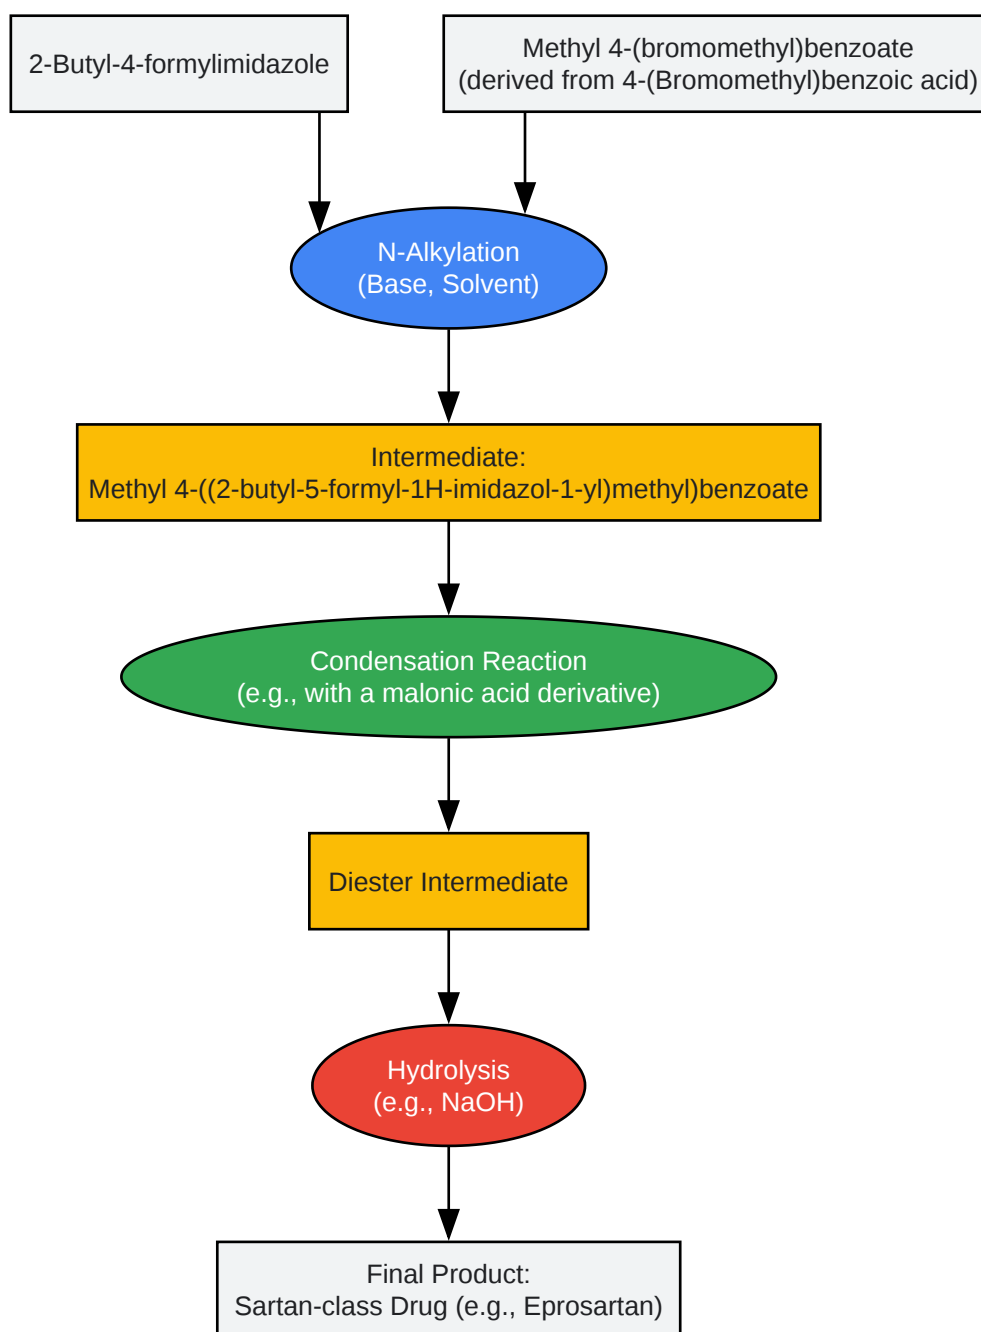 2-Butyl-4-formylimidazole
Methyl 4-(bromomethyl)benzoate
(derived from 4-(Bromomethyl)benzoic acid)
N-Alkylation
(Base, Solvent)
Intermediate:
Methyl 4-((2-butyl-5-formyl-1H-imidazol-1-yl)methyl)benzoate
Condensation Reaction
(e.g., with a malonic acid derivative)
Diester Intermediate
Hydrolysis
(e.g., NaOH)
Final Product:
Sartan-class Drug (e.g., Eprosartan)